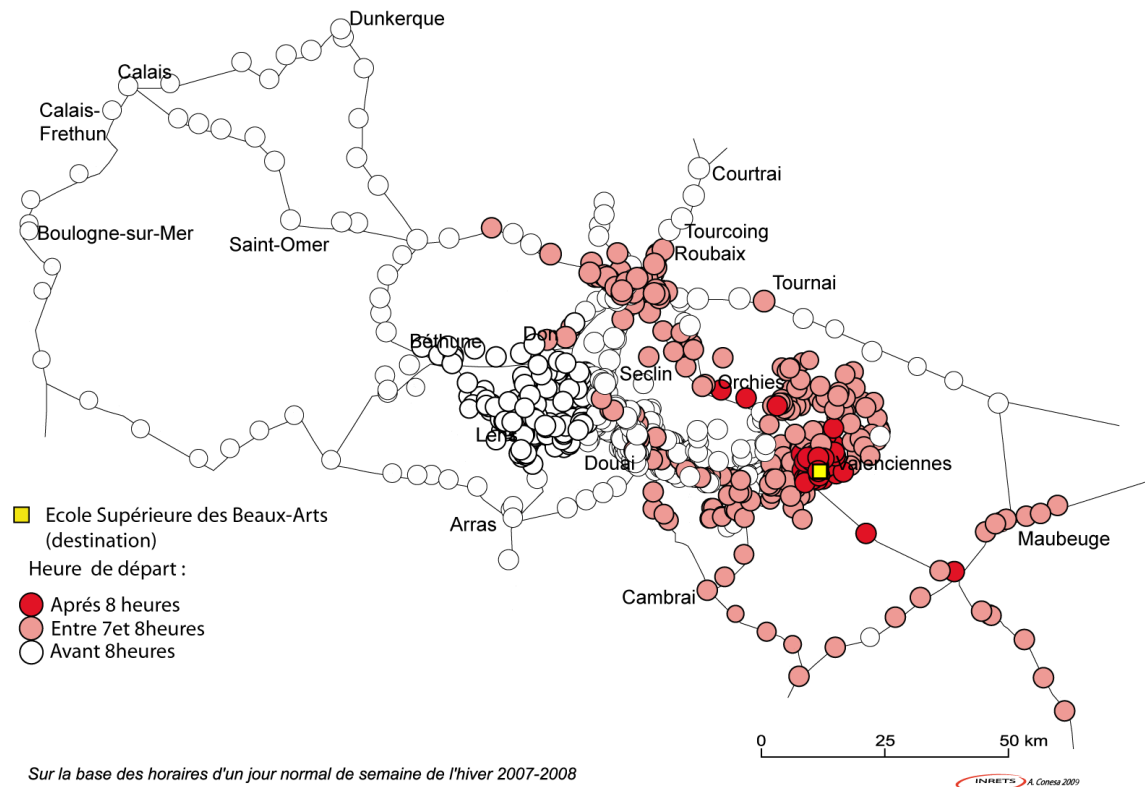 Dunkerque
Calais
Calais-
Frethun
Courtrai
Boulogne-sur-Mer
Saint-Omer
Tourcoing
Roubaix
Tournai
Béthune
Don
Seclin
Orchies
Lens
Douai
Valenciennes
Arras
Maubeuge
Cambrai
Ecole Supérieure des Beaux-Arts
(destination)
Heure de départ :
Aprés 8 heures
Entre 7et 8heures
Avant 8heures
0 25 50 km
Sur la base des horaires d'un jour normal de semaine de l'hiver 2007-2008
INRETS A. Conesa 2009